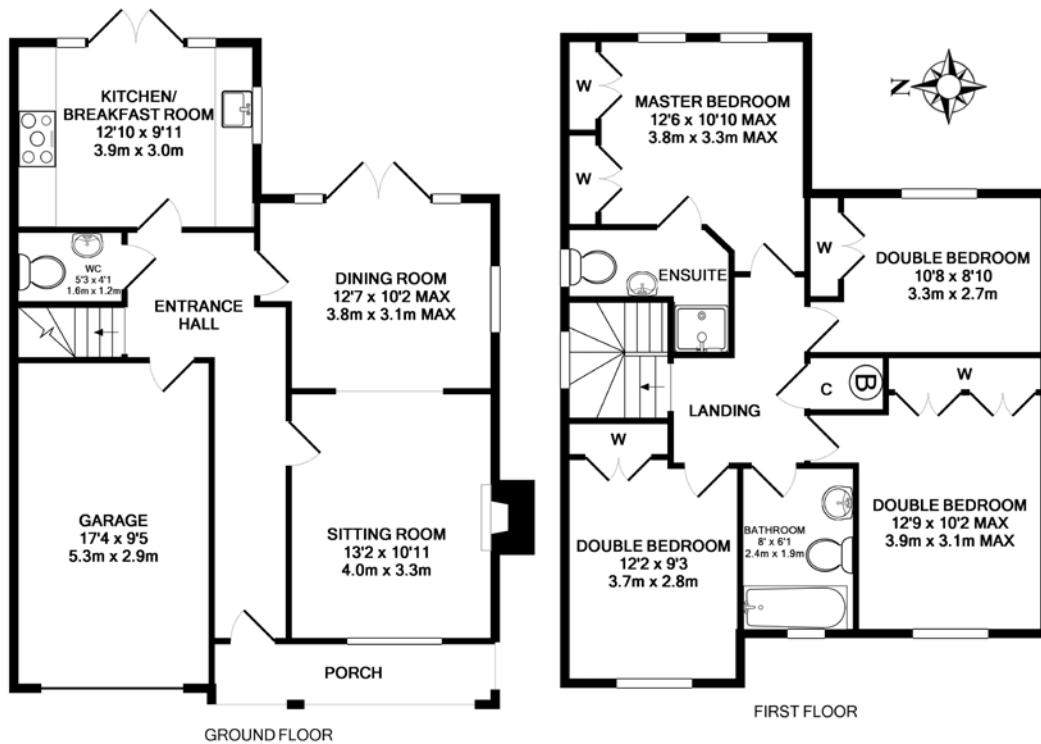 KITCHEN/
BREAKFAST ROOM
12'10 x 9'11
3.9m x 3.0m
WC
5'3 x 4'1
1.6m x 1.2m
ENTRANCE
HALL
DINING ROOM
12'7 x 10'2 MAX
3.8m x 3.1m MAX
GARAGE
17'4 x 9'5
5.3m x 2.9m
SITTING ROOM
13'2 x 10'11
4.0m x 3.3m
PORCH
GROUND FLOOR
W
W
MASTER BEDROOM
12'6 x 10'10 MAX
3.8m x 3.3m MAX
N
ENSUITE
W
DOUBLE BEDROOM
10'8 x 8'10
3.3m x 2.7m
LANDING
C
B
W
W
DOUBLE BEDROOM
12'2 x 9'3
3.7m x 2.8m
BATHROOM
8' x 6'1
2.4m x 1.9m
DOUBLE BEDROOM
12'9 x 10'2 MAX
3.9m x 3.1m MAX
FIRST FLOOR